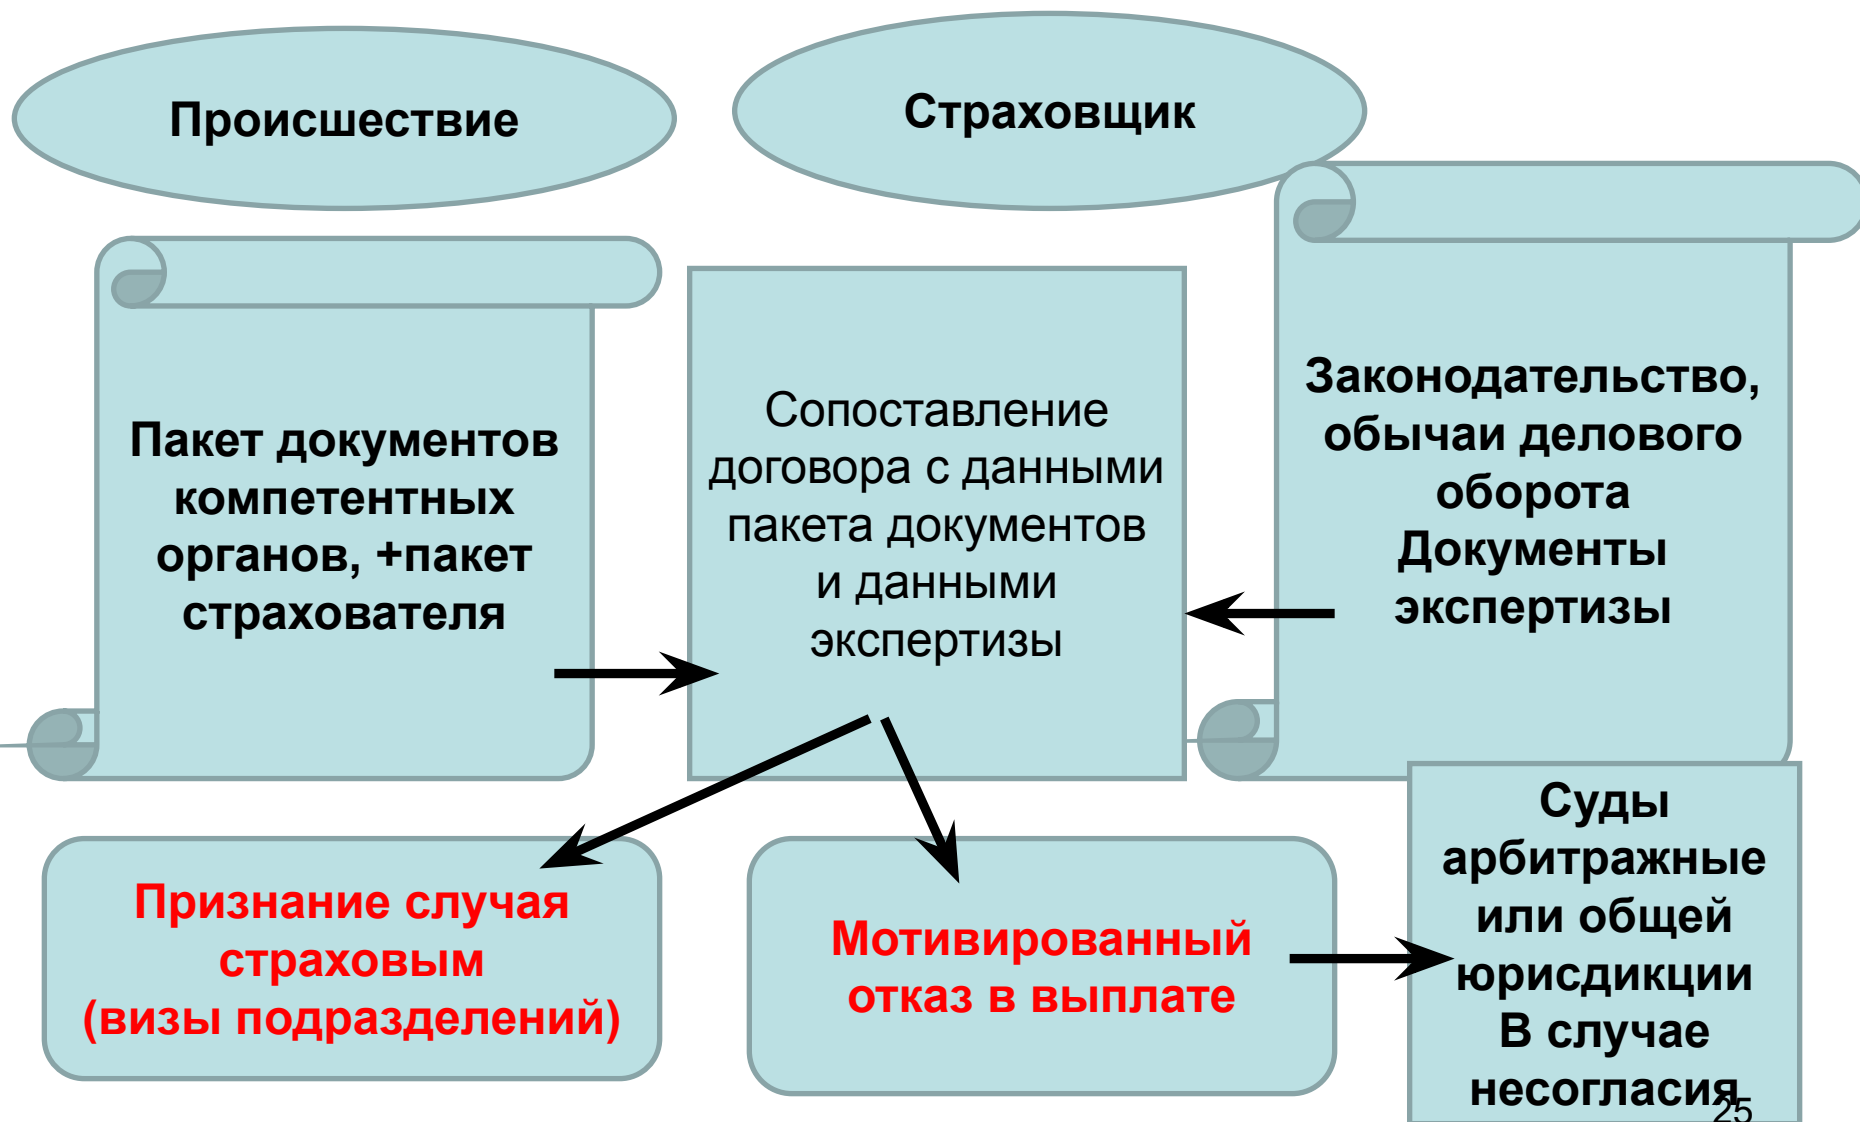 Происшествие
Страховщик
Пакет документов
компетентных
органов, +пакет
страхователя
Сопоставление
договора с данными
пакета документов
и данными
экспертизы
Законодательство,
обычаи делового
оборота
Документы
экспертизы
Признание случая
страховым
(визы подразделений)
Мотивированный
отказ в выплате
Суды
арбитражные
или общей
юрисдикции
В случае
несогласия
25